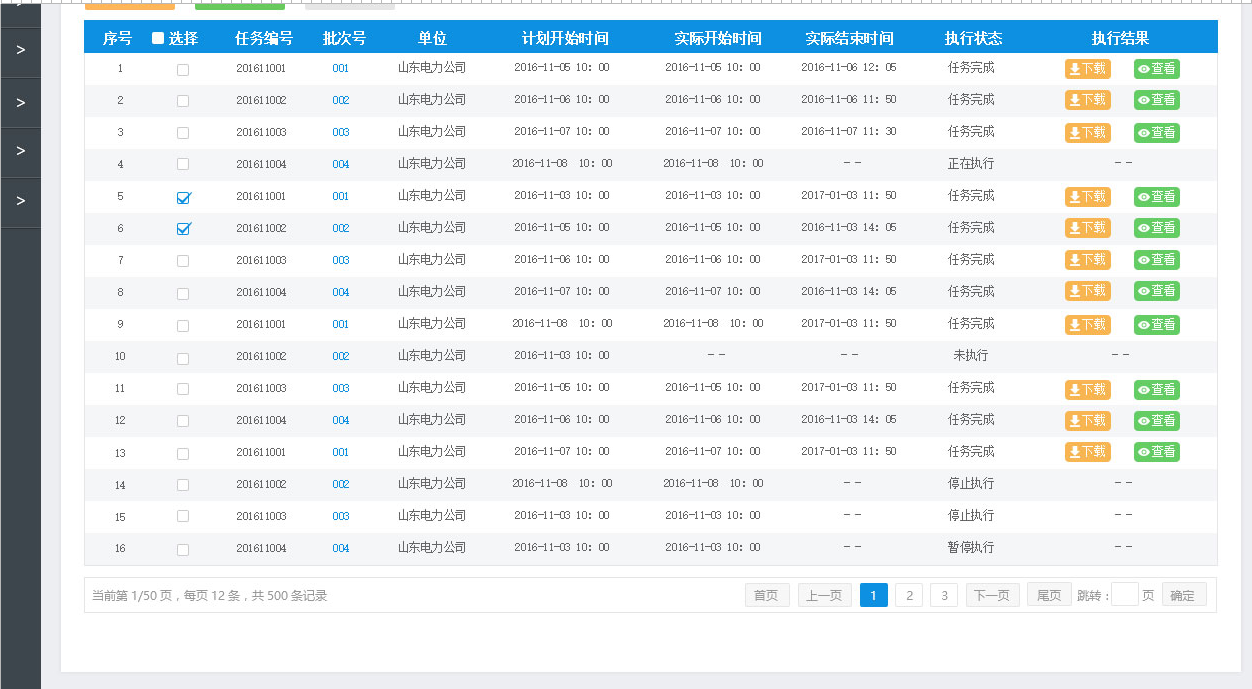 序号 选择 任务编号 批次号 单位 计划开始时间 实际开始时间 实际结束时间 执行状态 执行结果
1 201611001 001 山东电力公司 2016-11-05 10：00 2016-11-05 10：00 2016-11-06 12：05 任务完成 下载 查看
2 201611002 002 山东电力公司 2016-11-06 10：00 2016-11-06 10：00 2016-11-06 11：50 任务完成 下载 查看
3 201611003 003 山东电力公司 2016-11-07 10：00 2016-11-07 10：00 2016-11-07 11：30 任务完成 下载 查看
4 201611004 004 山东电力公司 2016-11-08 10：00 2016-11-08 10：00 -- 正在执行 --
5 201611001 001 山东电力公司 2016-11-03 10：00 2016-11-03 10：00 2017-01-03 11：50 任务完成 下载 查看
6 201611002 002 山东电力公司 2016-11-05 10：00 2016-11-05 10：00 2016-11-03 14：05 任务完成 下载 查看
7 201611003 003 山东电力公司 2016-11-06 10：00 2016-11-06 10：00 2017-01-03 11：50 任务完成 下载 查看
8 201611004 004 山东电力公司 2016-11-07 10：00 2016-11-07 10：00 2016-11-03 14：05 任务完成 下载 查看
9 201611001 001 山东电力公司 2016-11-08 10：00 2016-11-08 10：00 2017-01-03 11：50 任务完成 下载 查看
10 201611002 002 山东电力公司 2016-11-03 10：00 -- -- 未执行 --
11 201611003 003 山东电力公司 2016-11-05 10：00 2016-11-05 10：00 2017-01-03 11：50 任务完成 下载 查看
12 201611004 004 山东电力公司 2016-11-06 10：00 2016-11-06 10：00 2016-11-03 14：05 任务完成 下载 查看
13 201611001 001 山东电力公司 2016-11-07 10：00 2016-11-07 10：00 2017-01-03 11：50 任务完成 下载 查看
14 201611002 002 山东电力公司 2016-11-08 10：00 2016-11-08 10：00 -- 停止执行 --
15 201611003 003 山东电力公司 2016-11-03 10：00 2016-11-03 10：00 -- 停止执行 --
16 201611004 004 山东电力公司 2016-11-03 10：00 2016-11-03 10：00 -- 暂停执行 --
当前第 1/50 页，每页 12 条，共 500 条记录 首页 上一页 1 2 3 下一页 尾页 跳转： 页 确定